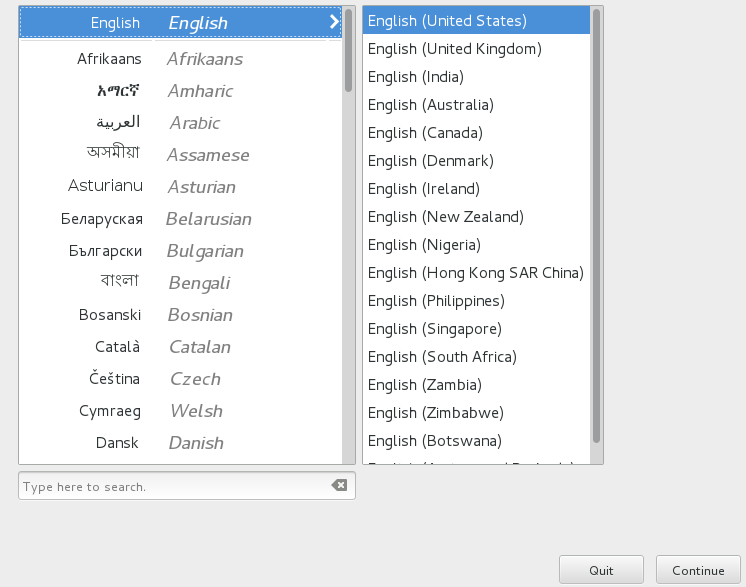 English English
Afrikaans Afrikaans
አማርኛ Amharic
العربية Arabic
অসমীয়া Assamese
Asturianu Asturian
Беларуская Belarusian
Български Bulgarian
বাংলা Bengali
Bosanski Bosnian
Català Catalan
Čeština Czech
Cymraeg Welsh
Dansk Danish
Type here to search.
English (United States)
English (United Kingdom)
English (India)
English (Australia)
English (Canada)
English (Denmark)
English (Ireland)
English (New Zealand)
English (Nigeria)
English (Hong Kong SAR China)
English (Philippines)
English (Singapore)
English (South Africa)
English (Zambia)
English (Zimbabwe)
English (Botswana)
Quit Continue